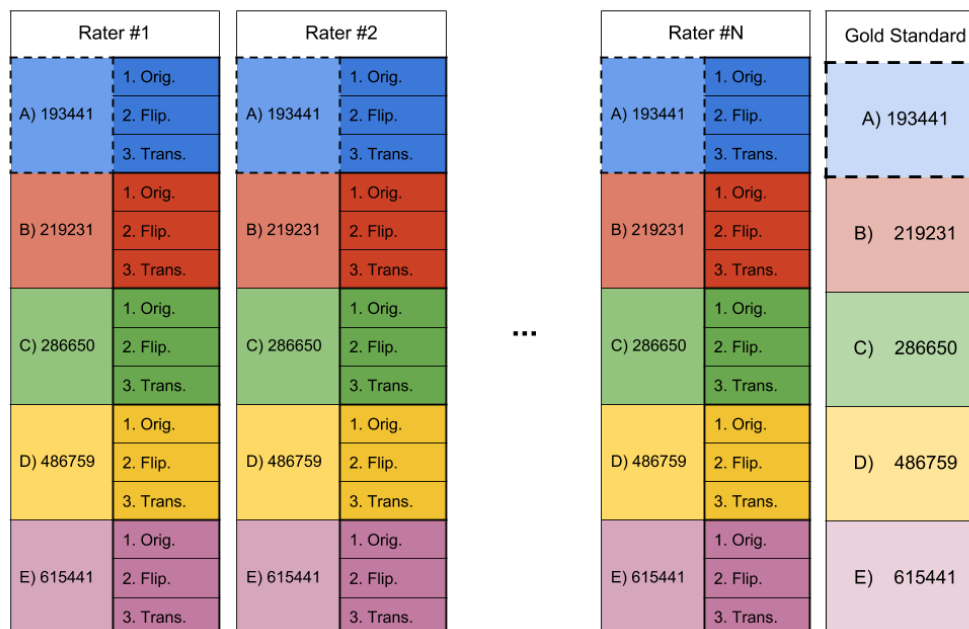 Rater #1
A) 193441
1. Orig.
2. Flip.
3. Trans.
B) 219231
1. Orig.
2. Flip.
3. Trans.
C) 286650
1. Orig.
2. Flip.
3. Trans.
D) 486759
1. Orig.
2. Flip.
3. Trans.
E) 615441
1. Orig.
2. Flip.
3. Trans.
Rater #2
A) 193441
1. Orig.
2. Flip.
3. Trans.
B) 219231
1. Orig.
2. Flip.
3. Trans.
C) 286650
1. Orig.
2. Flip.
3. Trans.
D) 486759
1. Orig.
2. Flip.
3. Trans.
E) 615441
1. Orig.
2. Flip.
3. Trans.
...
Rater #N
A) 193441
1. Orig.
2. Flip.
3. Trans.
B) 219231
1. Orig.
2. Flip.
3. Trans.
C) 286650
1. Orig.
2. Flip.
3. Trans.
D) 486759
1. Orig.
2. Flip.
3. Trans.
E) 615441
1. Orig.
2. Flip.
3. Trans.
Gold Standard
A) 193441
B) 219231
C) 286650
D) 486759
E) 615441